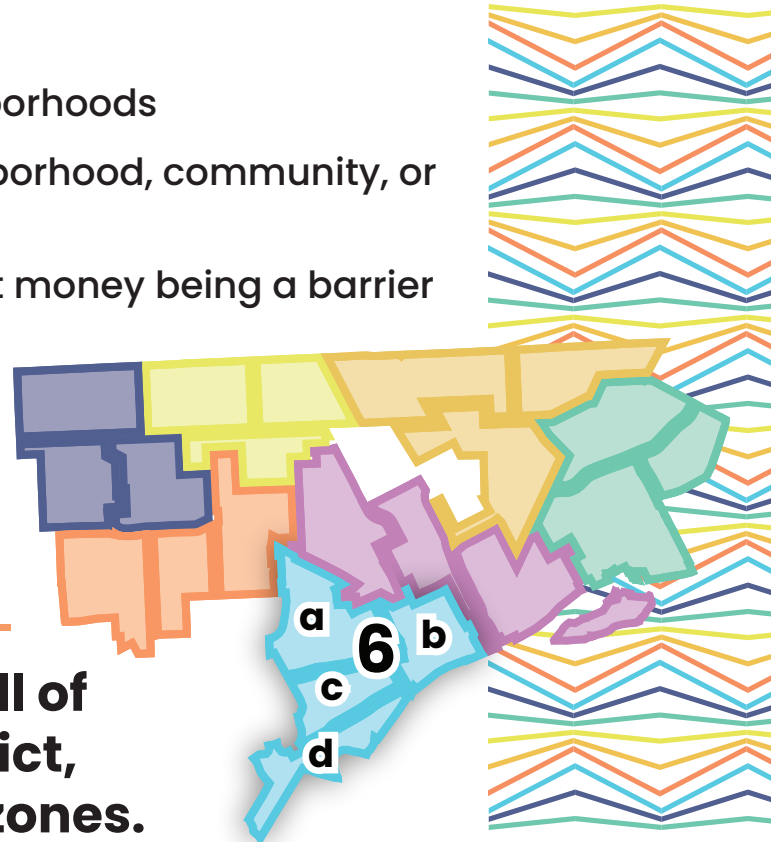 orhoods
orhood, community, or
t money being a barrier
a
6
b
c
d
ll of
ict,
zones.